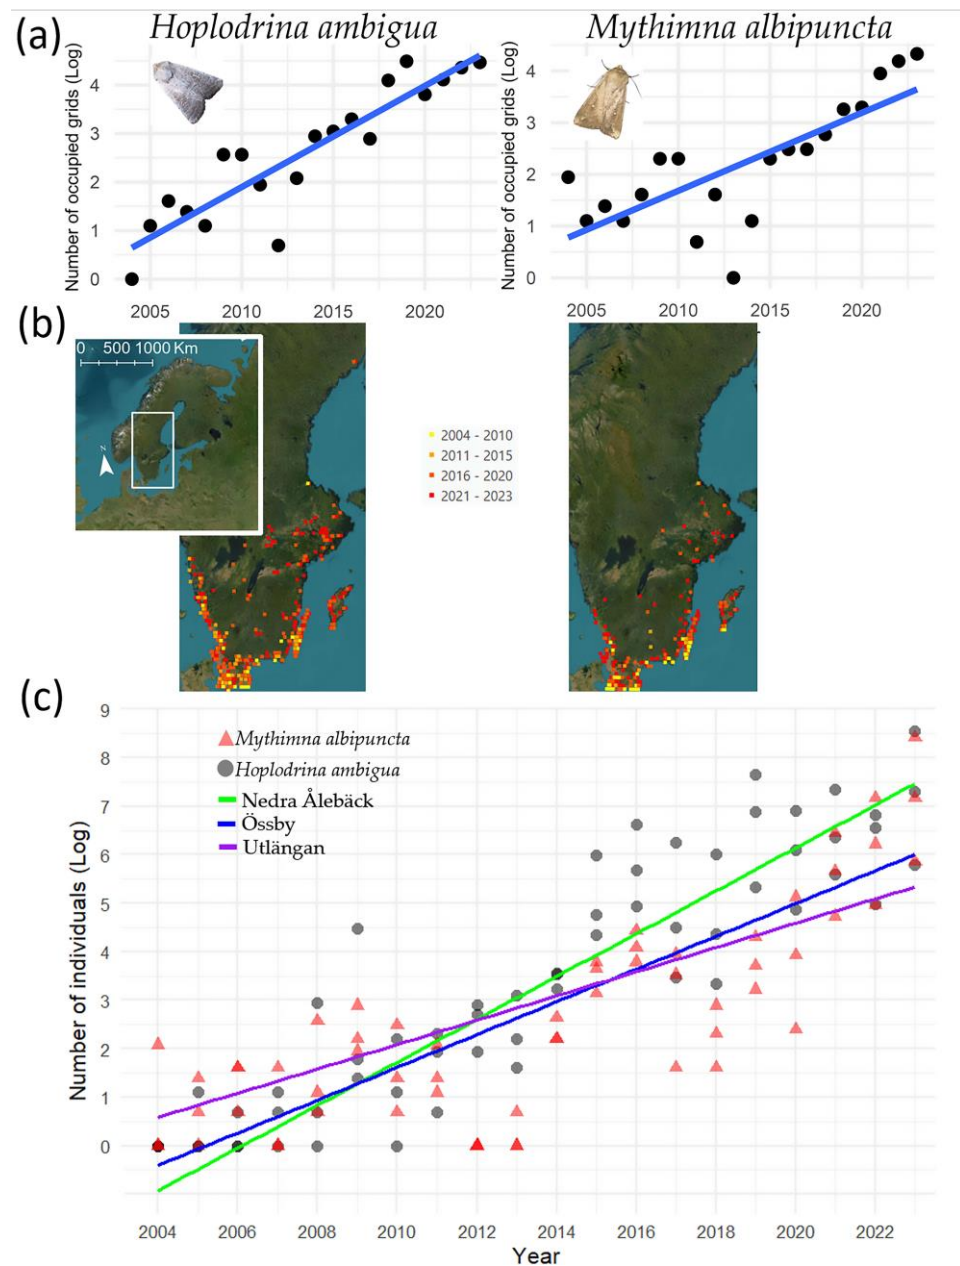 (a)
Hoplodrina ambigua
Mythimna albipuncta
Number of occupied grids (Log)
4
3
2
1
0
2005 2010 2015 2020
Number of occupied grids (Log)
4
3
2
1
0
2005 2010 2015 2020
(b)
0 500 1000 Km
N
2004 - 2010
2011 - 2015
2016 - 2020
2021 - 2023
(c)
Number of individuals (Log)
9
8
7
6
5
4
3
2
1
0
Mythimna albipuncta
Hoplodrina ambigua
Nedra Ålebäck
Össby
Utlängan
2004 2006 2008 2010 2012 2014 2016 2018 2020 2022
Year